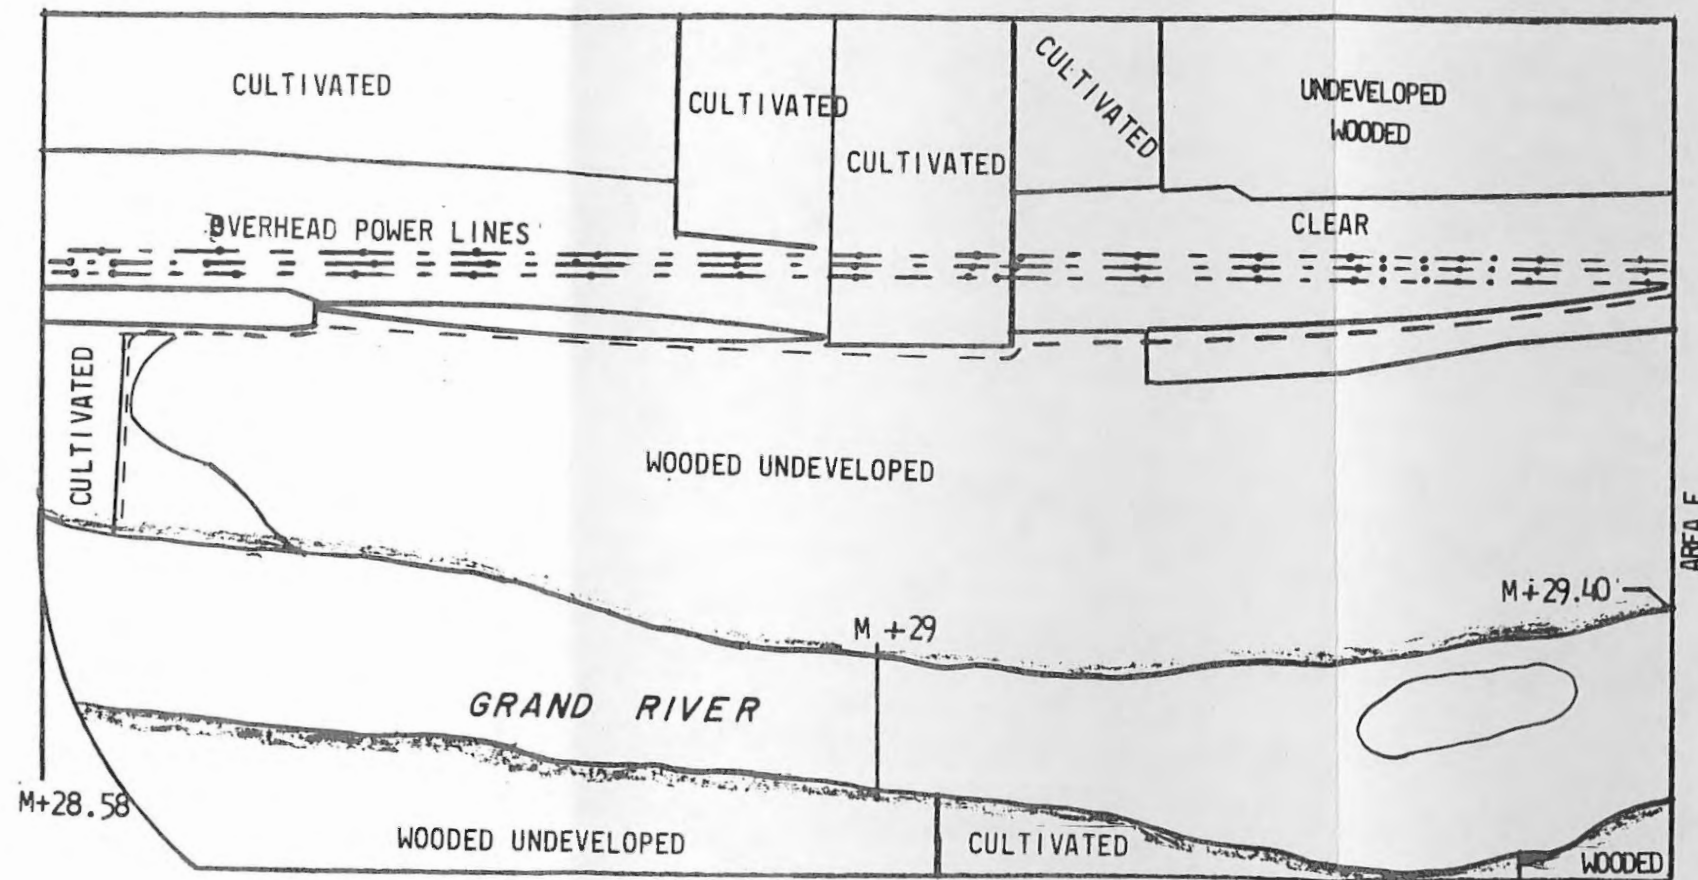 CULTIVATED
CULTIVATED
CULTIVATED
CULTIVATED
UNDEVELOPED
WOODED
OVERHEAD POWER LINES
CLEAR
CULTIVATED
WOODED UNDEVELOPED
AREA E
M+29.40
M +29
GRAND RIVER
M+28.58
WOODED UNDEVELOPED
CULTIVATED
WOODED